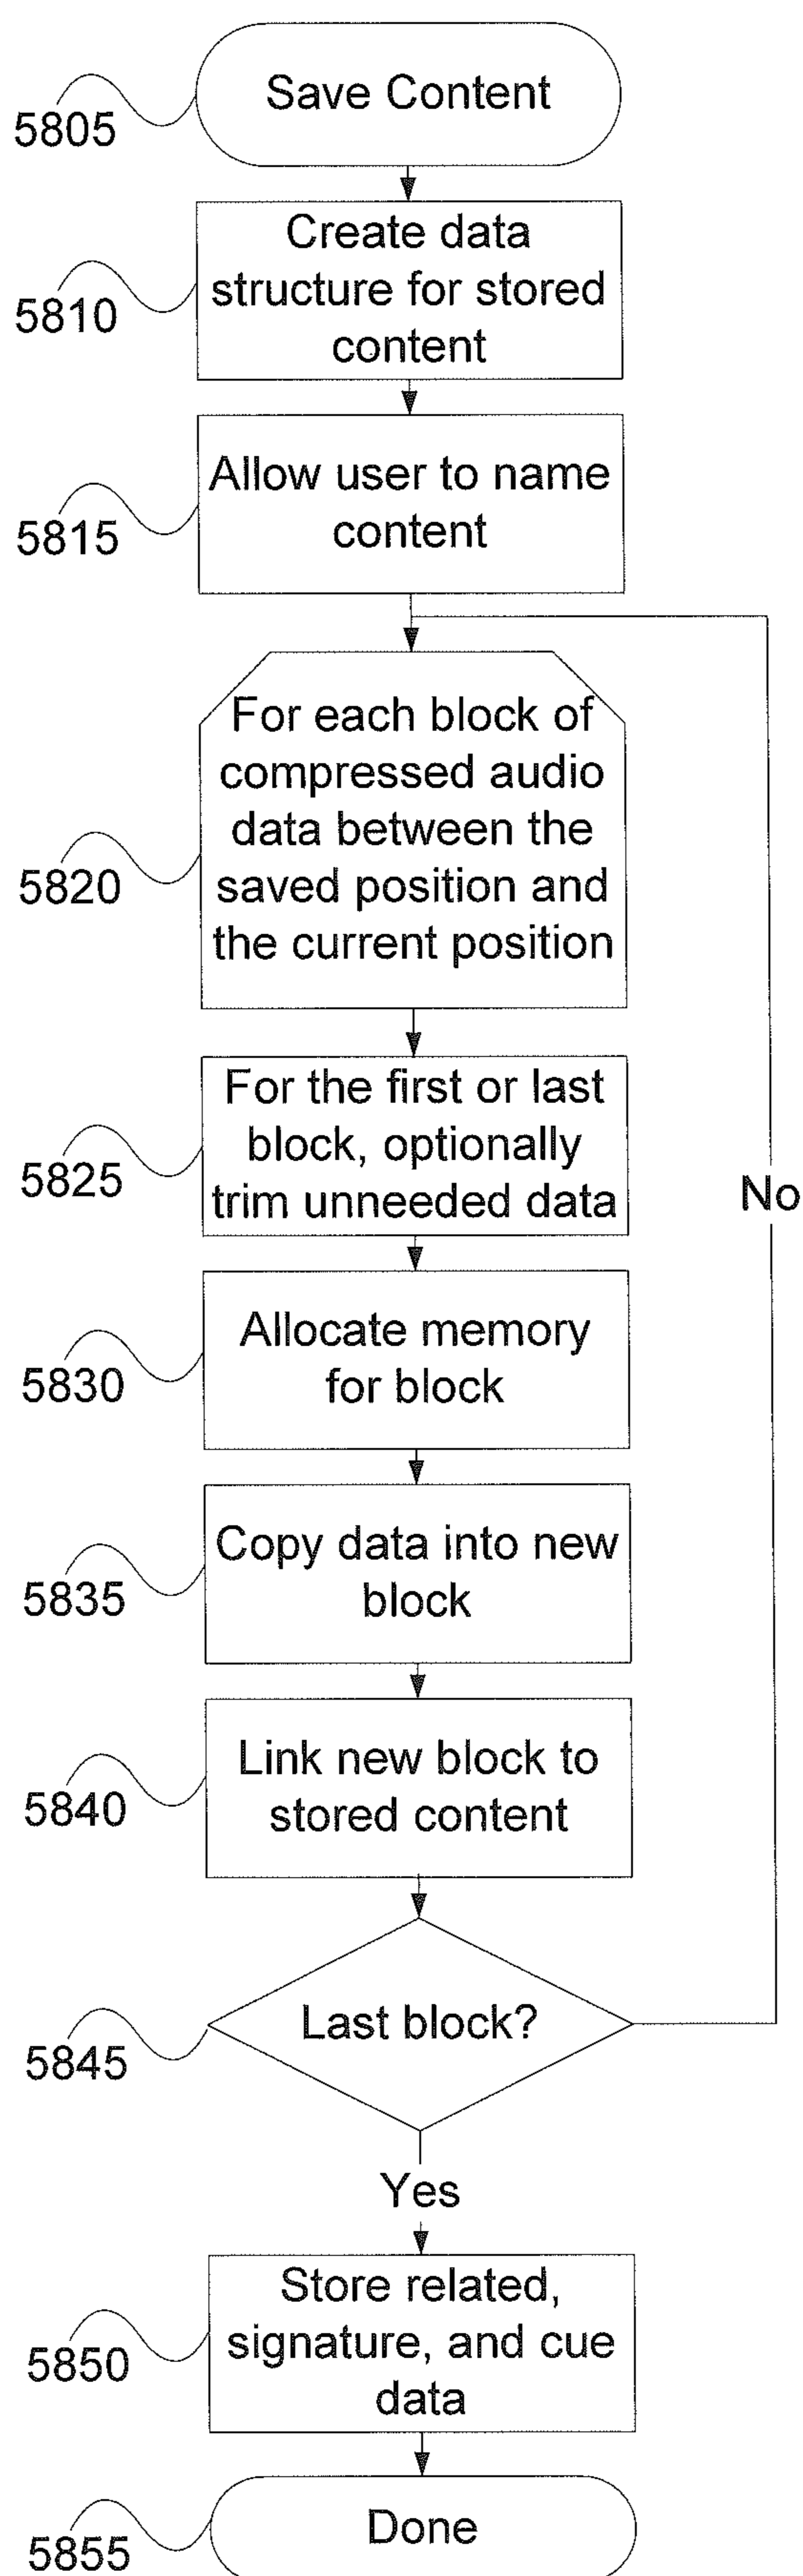 Save Content
5805
Create data
structure for stored
content
5810
Allow user to name
content
5815
For each block of
compressed audio
data between the
saved position and
the current position
5820
For the first or last
block, optionally
trim unneeded data
5825
No
Allocate memory
for block
5830
Copy data into new
block
5835
Link new block to
stored content
5840
Last block?
5845
Yes
Store related,
signature, and cue
data
5850
Done
5855